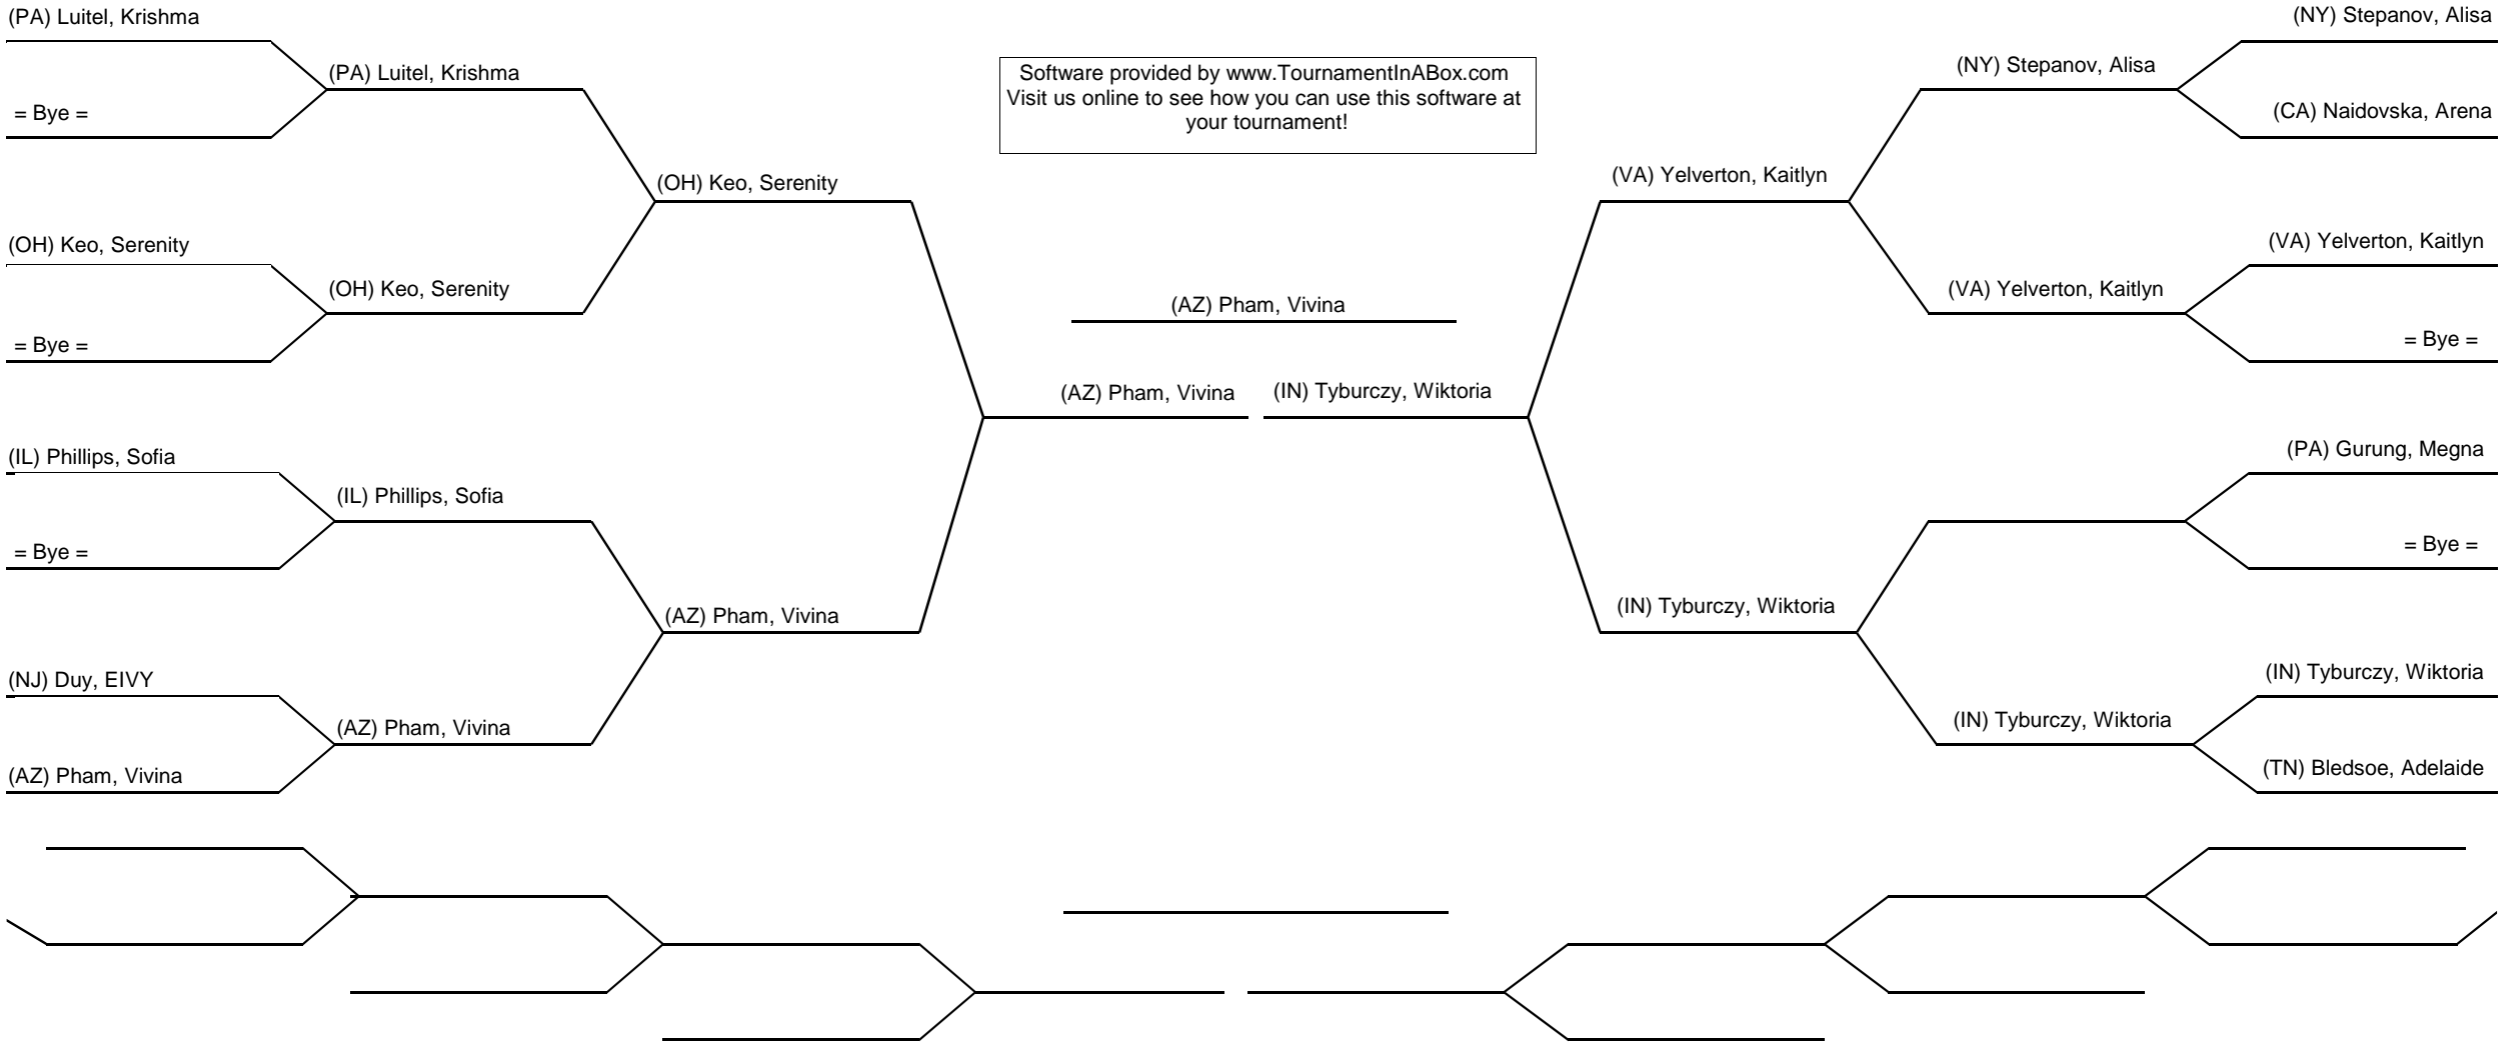 (PA) Luitel, Krishma
= Bye =
(OH) Keo, Serenity
= Bye =
(IL) Phillips, Sofia
= Bye =
(NJ) Duy, EIVY
(AZ) Pham, Vivina
(PA) Luitel, Krishma
(OH) Keo, Serenity
(IL) Phillips, Sofia
(AZ) Pham, Vivina
(OH) Keo, Serenity
(AZ) Pham, Vivina
Software provided by www.TournamentInABox.com
Visit us online to see how you can use this software at
your tournament!
(AZ) Pham, Vivina
(AZ) Pham, Vivina
(IN) Tyburczy, Wiktoria
(VA) Yelverton, Kaitlyn
(IN) Tyburczy, Wiktoria
(NY) Stepanov, Alisa
(VA) Yelverton, Kaitlyn
(IN) Tyburczy, Wiktoria
(NY) Stepanov, Alisa
(CA) Naidovska, Arena
(VA) Yelverton, Kaitlyn
= Bye =
(PA) Gurung, Megna
= Bye =
(IN) Tyburczy, Wiktoria
(TN) Bledsoe, Adelaide